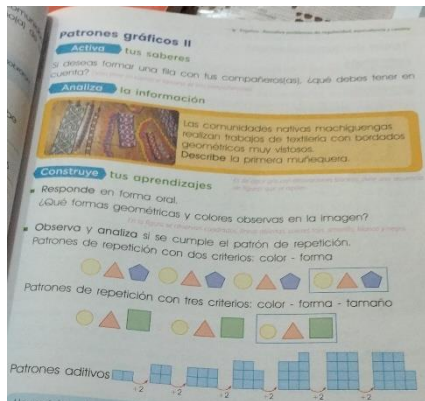 Patrones gráficos II
Activa tus saberes
Si deseas formar una fila con tus compañeros(as), ¿qué debes tener en
cuenta?
Analiza la información
Las comunidades nativas machiguengas
realizan trabajos de textilería con bordados
geométricos muy vistosos.
Describe la primera muñequera.
Construye tus aprendizajes
Responde en forma oral.
¿Qué formas geométricas y colores observas en la imagen?
Observa y analiza si se cumple el patrón de repetición.
Patrones de repetición con dos criterios: color - forma
Patrones de repetición con tres criterios: color - forma - tamaño
Patrones aditivos
+2 +2 +2 +2 +2 +2